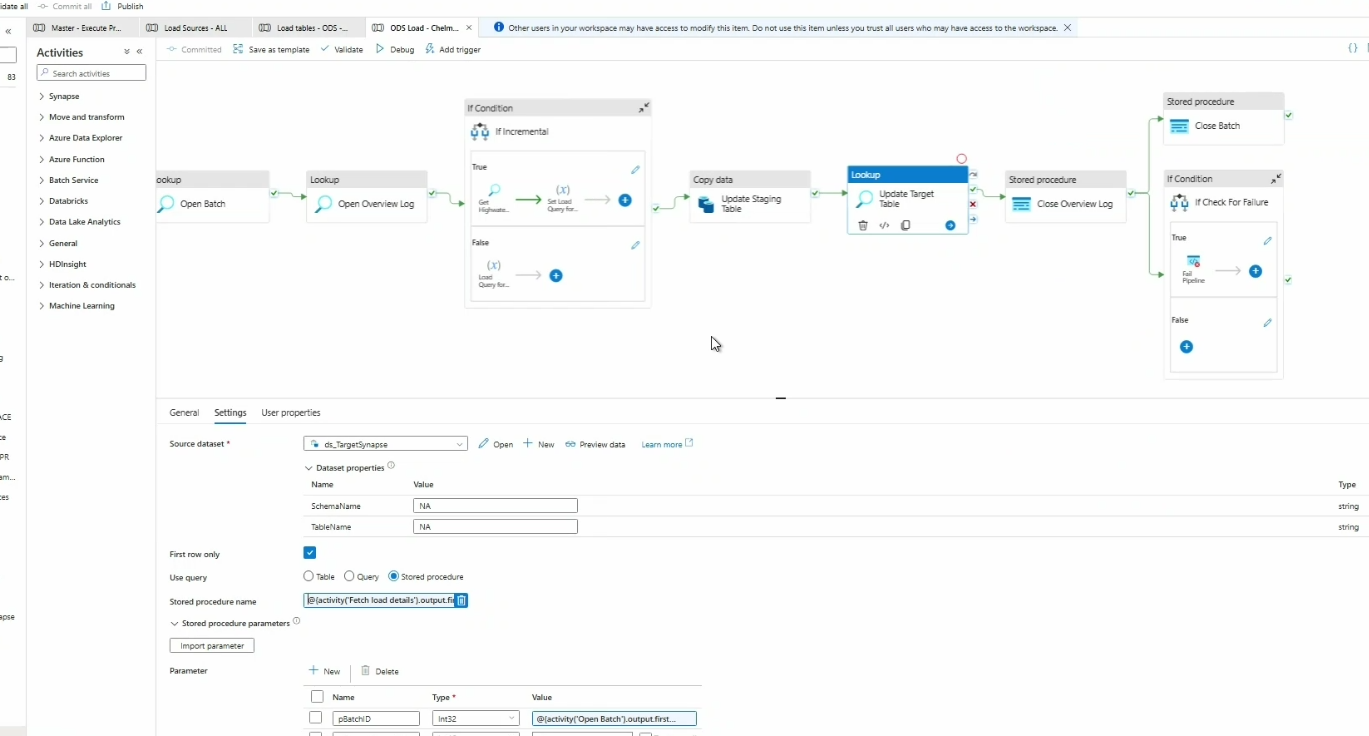 idate all Commit all Publish
Master - Execute Pr... Load Sources - ALL Load tables - ODS -... ODS Load - Chelm... Other users in your workspace may have access to modify this item. Do not use this item unless you trust all users who may have access to the workspace.
Activities
Committed Save as template Validate Debug Add trigger
Search activities
83
Synapse
Move and transform
Azure Data Explorer
Azure Function
Batch Service
Databricks
Data Lake Analytics
General
HDInsight
Iteration & conditionals
Machine Learning
ookup
Open Batch
Lookup
Open Overview Log
If Condition
If Incremental
True
Get
Highwate...
Set Load
Query for...
False
Load
Query for...
Copy data
Update Staging
Table
Lookup
Update Target
Table
Stored procedure
Close Overview Log
Stored procedure
Close Batch
If Condition
If Check For Failure
True
Fail
Pipeline
False
t o...
ACE
ce
PR
am...
ces
apse
General Settings User properties
Source dataset *
ds_TargetSynapse
Open New Preview data Learn more
Dataset properties
Name Value Type
SchemaName NA string
TableName NA string
First row only
Use query
Table Query Stored procedure
Stored procedure name
@{activity('Fetch load details').output.fir
Stored procedure parameters
Import parameter
Parameter
New Delete
Name Type * Value
pBatchID Int32 @{activity('Open Batch').output.first...